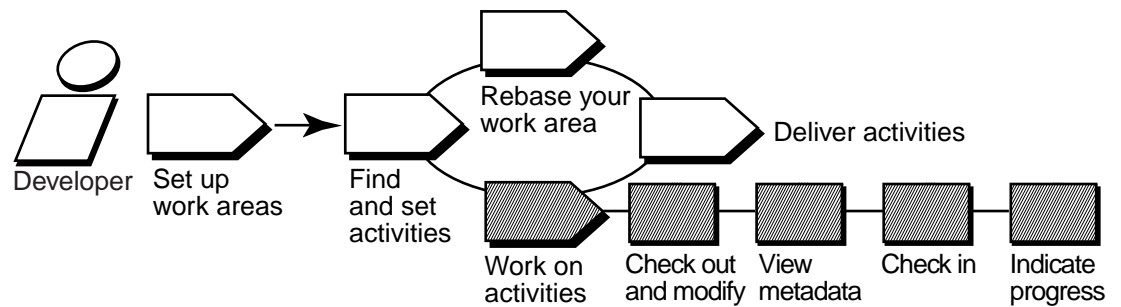 Developer
Set up
work areas
Find
and set
activities
Rebase your
work area
Deliver activities
Work on
activities
Check out
and modify
View
metadata
Check in
Indicate
progress